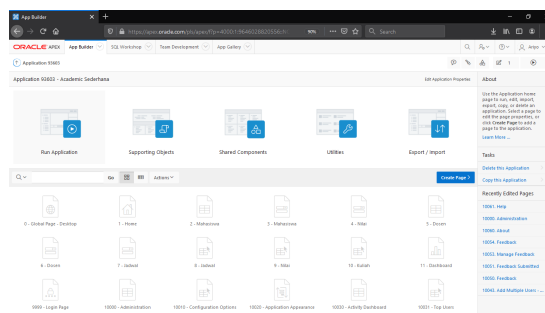 App Builder
https://apex.oracle.com/pls/apex/f?p=4000:1:
90%
Search
ORACLE APEX App Builder SQL Workshop Team Development App Gallery
Application 93603
1
Application 93603 - Academic Sederhana
Edit Application Properties
Run Application
Supporting Objects
Shared Components
Utilities
Export / Import
Go
Actions
Create Page >
0 - Global Page - Desktop
1 - Home
2 - Mahasiswa
3 - Mahasiswa
4 - Nilai
5 - Dosen
6 - Dosen
7 - Jadwal
8 - Jadwal
9 - Nilai
10 - Kuliah
11 - Dashboard
9999 - Login Page
10000 - Administration
10010 - Configuration Options
10020 - Application Appearance
10030 - Activity Dashboard
10031 - Top Users
About
Use the Application home
page to run, edit, import,
export, copy, or delete an
application. Select a page to
edit the page properties, or
click Create Page to add a
page to the application.
Learn More ...
Tasks
Delete this Application
Copy this Application
Recently Edited Pages
10061. Help
10000. Administration
10060. About
10054. Feedback
10053. Manage Feedback
10051. Feedback Submitted
10050. Feedback
10043. Add Multiple Users -...